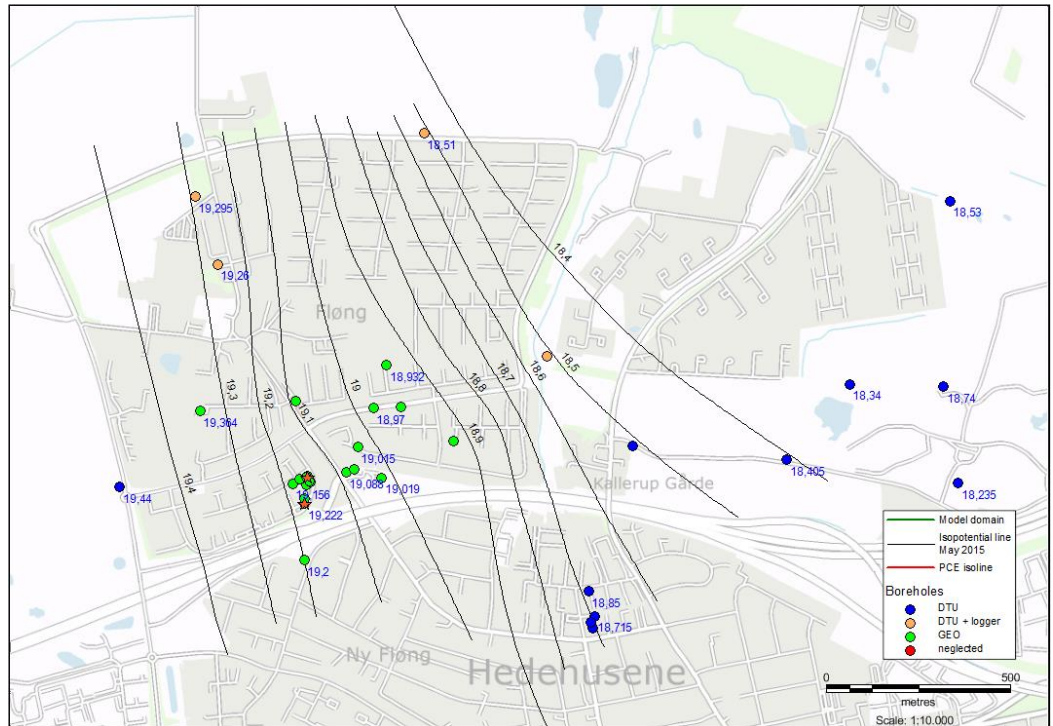 18,51
19,295
18,53
18,4
19,26
Fløng
18,5
18,6
18,7
18,8
19,3
19,2
19,1
19
18,932
18,34
18,74
19,364
18,97
18,9
19,015
18,405
19,4
19,44
19,088
19,019
Kallerup Gårde
18,235
19,156
19,222
19,2
18,85
18,715
Ny Fløng
Hedehusene
Model domain
Isopotential line
May 2015
PCE isoline
Boreholes
DTU
DTU + logger
GEO
neglected
0
500
metres
Scale: 1:10.000